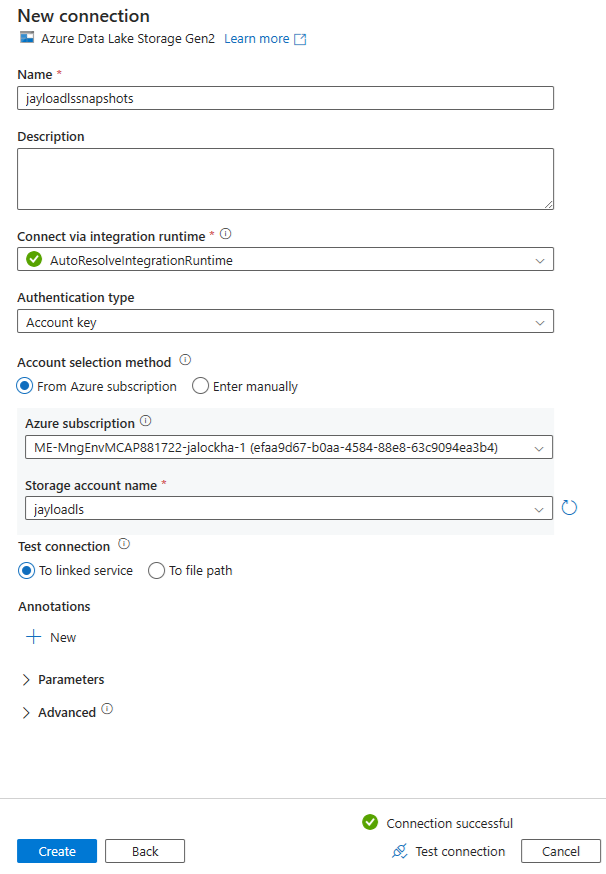 New connection
Azure Data Lake Storage Gen2 Learn more
Name *
jayloadlssnapshots
Description
Connect via integration runtime *
AutoResolveIntegrationRuntime
Authentication type
Account key
Account selection method
From Azure subscription Enter manually
Azure subscription
ME-MngEnvMCAP881722-jalockha-1 (efaa9d67-b0aa-4584-88e8-63c9094ea3b4)
Storage account name *
jayloadls
Test connection
To linked service To file path
Annotations
New
Parameters
Advanced
Connection successful
Create Back Test connection Cancel